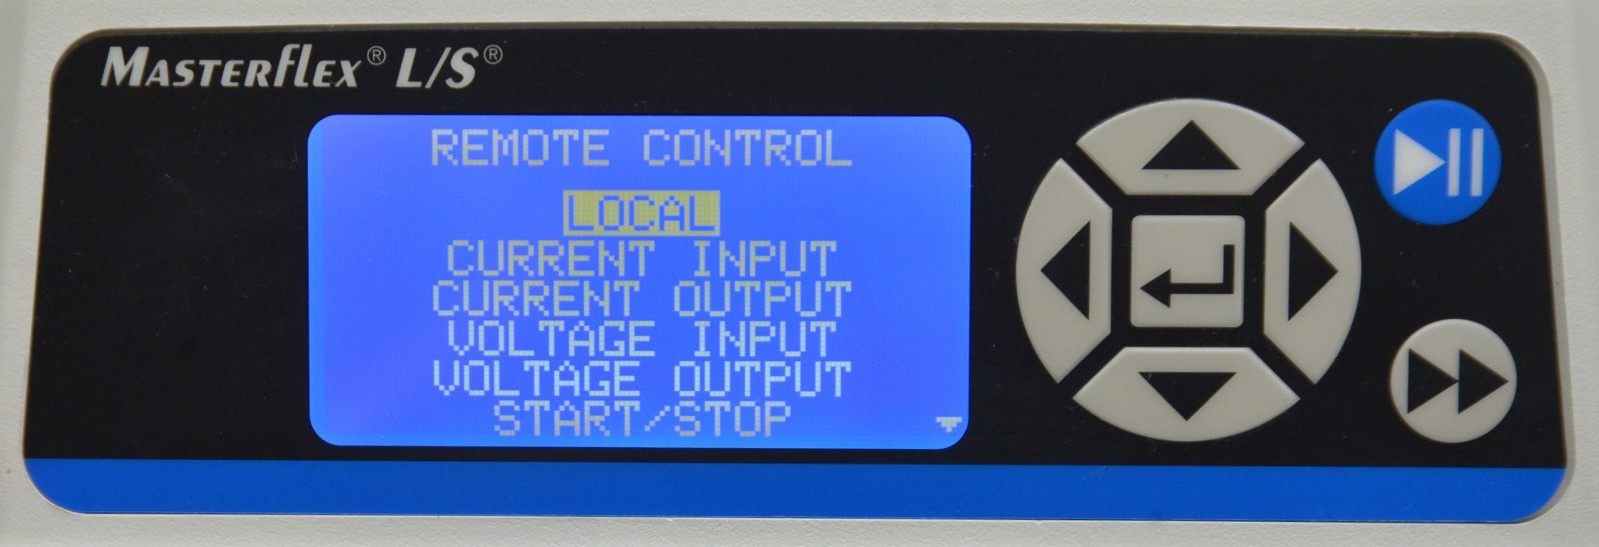 MASTERFLEX® L/S®
REMOTE CONTROL
LOCAL
CURRENT INPUT
CURRENT OUTPUT
VOLTAGE INPUT
VOLTAGE OUTPUT
START/STOP